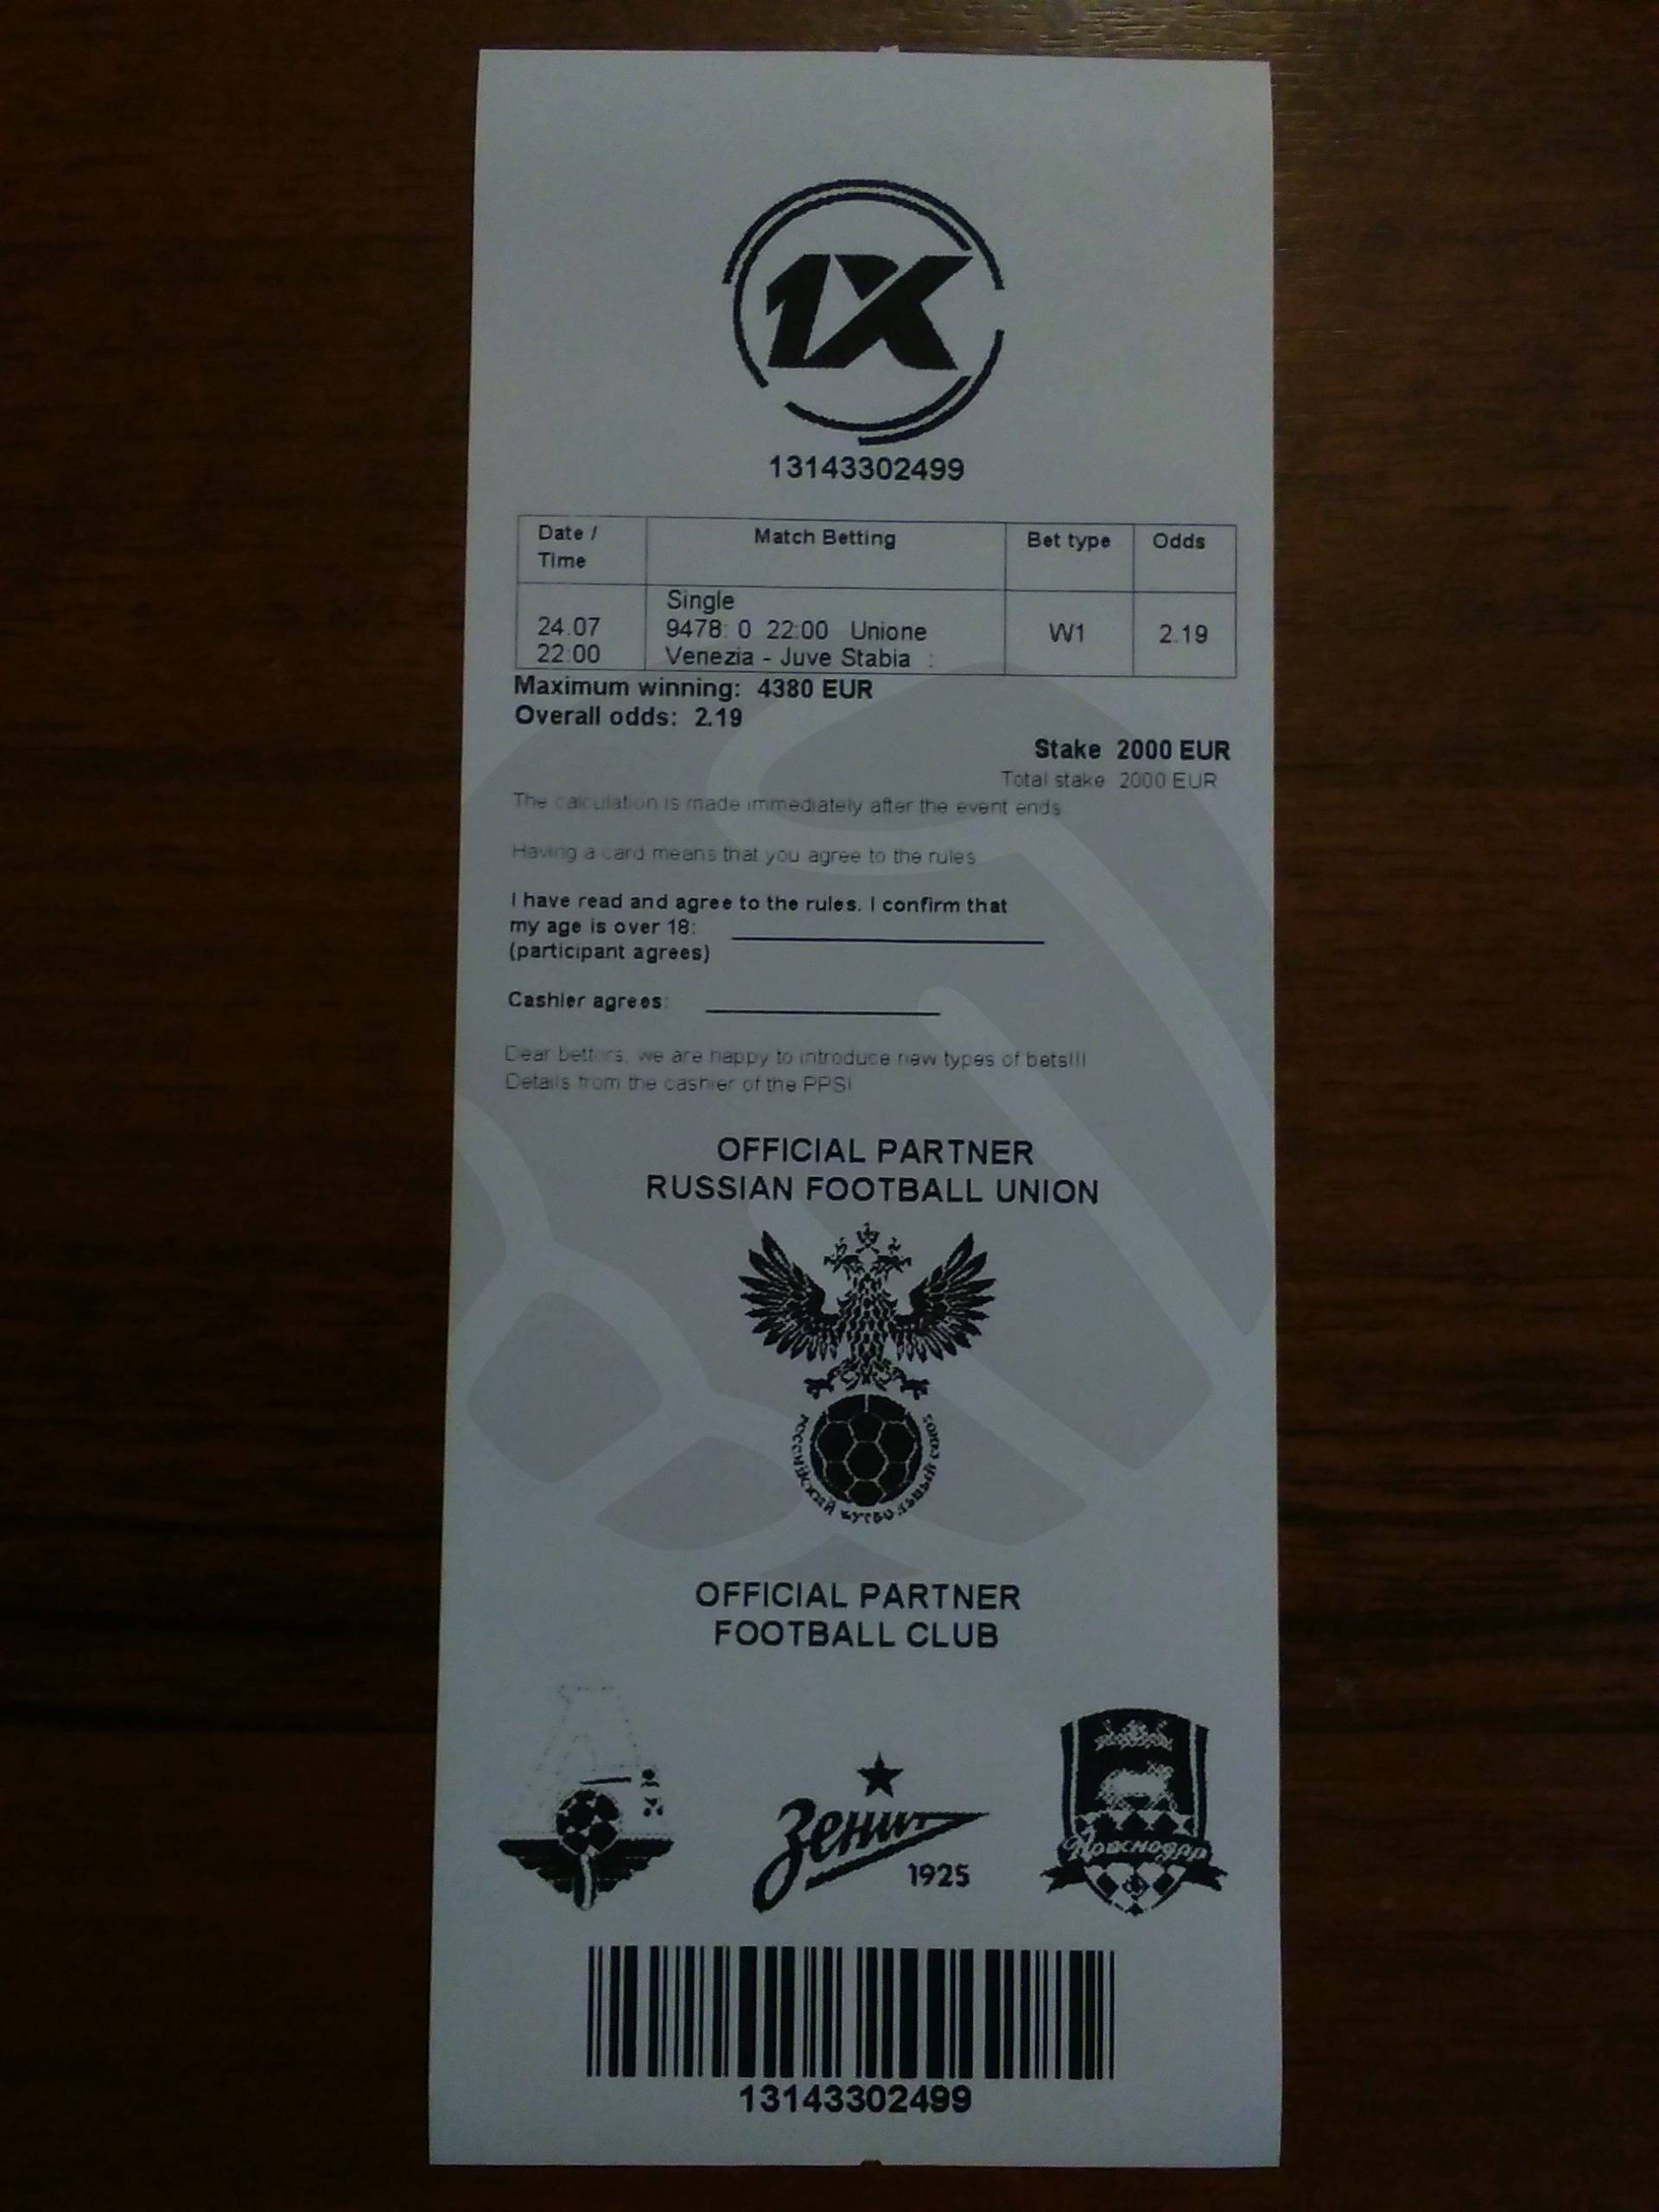 1X
13143302499
Date / Time
Match Betting
Bet type
Odds
24.07
22:00
Single
9478: 0 22:00 Unione
Venezia - Juve Stabia :
W1
2.19
Maximum winning: 4380 EUR
Overall odds: 2.19
Stake 2000 EUR
Total stake 2000 EUR
The calculation is made immediately after the event ends
Having a card means that you agree to the rules
I have read and agree to the rules. I confirm that
my age is over 18:
(participant agrees)
Cashier agrees:
Dear bettors, we are happy to introduce new types of bets!!!
Details from the cashier of the PPS!
OFFICIAL PARTNER
RUSSIAN FOOTBALL UNION
РОССИЙСКИЙ ФУТБОЛЬНЫЙ СОЮЗ
OFFICIAL PARTNER
FOOTBALL CLUB
Зенит
1925
Краснодар
13143302499